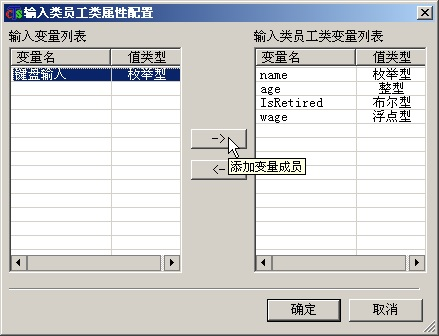 输入类员工类属性配置
输入变量列表
输入类员工类变量列表
变量名 值类型
键盘输入 枚举型
变量名 值类型
name 枚举型
age 整型
IsRetired 布尔型
wage 浮点型
->
<-
添加变量成员
确定 取消